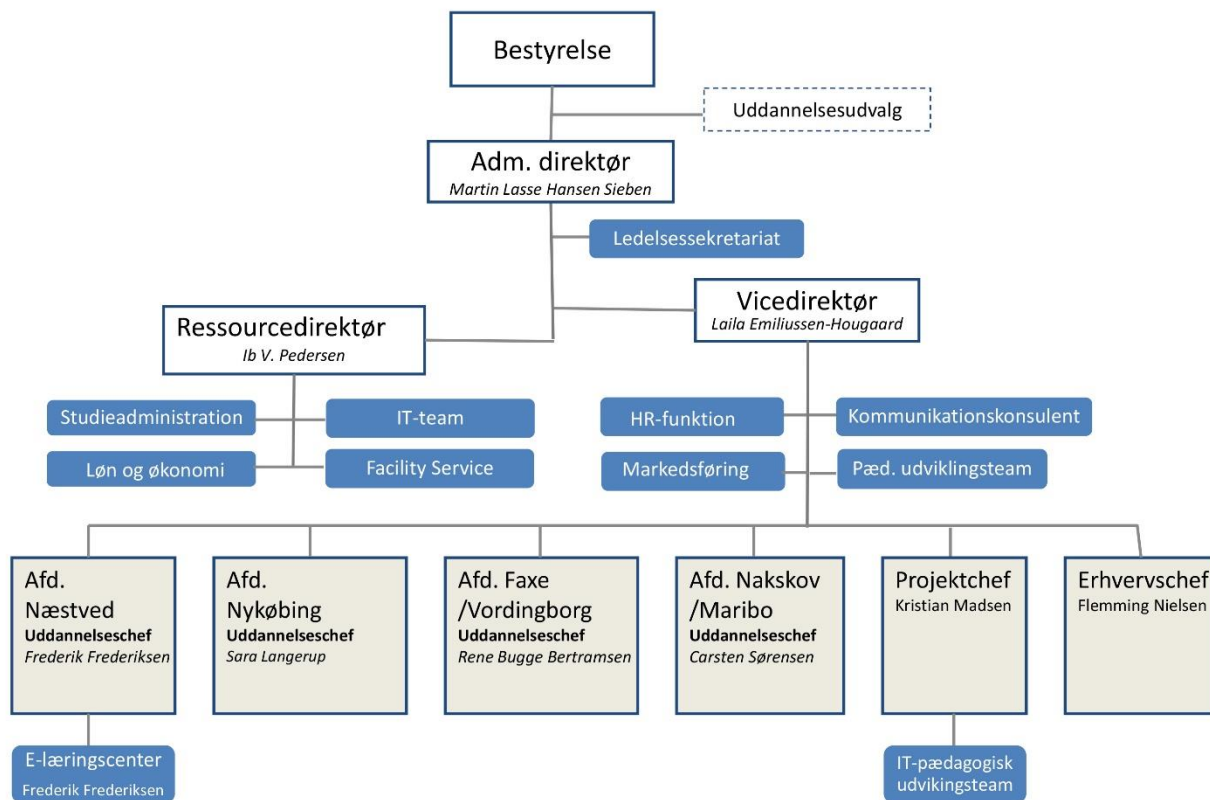 Bestyrelse
Uddannelsesudvalg
Adm. direktør
Martin Lasse Hansen Sieben
Ledelsessekretariat
Ressourcedirektør
Ib V. Pedersen
Vicedirektør
Laila Emiliussen-Hougaard
Studieadministration
IT-team
Løn og økonomi
Facility Service
HR-funktion
Kommunikationskonsulent
Markedsføring
Pæd. udviklingsteam
Afd.
Næstved
Uddannelseschef
Frederik Frederiksen
Afd.
Nykøbing
Uddannelseschef
Sara Langerup
Afd. Faxe
/Vordingborg
Uddannelseschef
Rene Bugge Bertramsen
Afd. Nakskov
/Maribo
Uddannelseschef
Carsten Sørensen
Projektchef
Kristian Madsen
Erhvervschef
Flemming Nielsen
E-læringscenter
Frederik Frederiksen
IT-pædagogisk
udvikingsteam